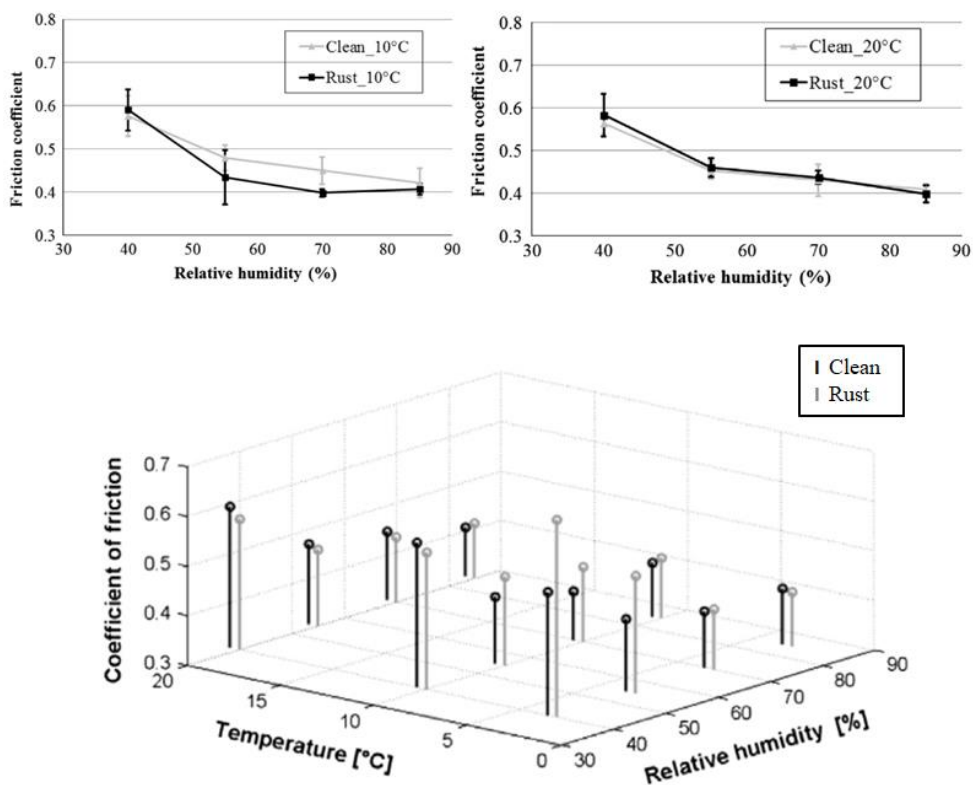 0.8
0.7
0.6
0.5
0.4
0.3
Friction coefficient
Clean_10°C
Rust_10°C
30 40 50 60 70 80 90
Relative humidity (%)
0.8
0.7
0.6
0.5
0.4
0.3
Friction coefficient
Clean_20°C
Rust_20°C
30 40 50 60 70 80 90
Relative humidity (%)
Clean
Rust
0.7
0.6
0.5
0.4
0.3
Coefficient of friction
20
15
10
5
0
Temperature [°C]
30
40
50
60
70
80
90
Relative humidity [%]